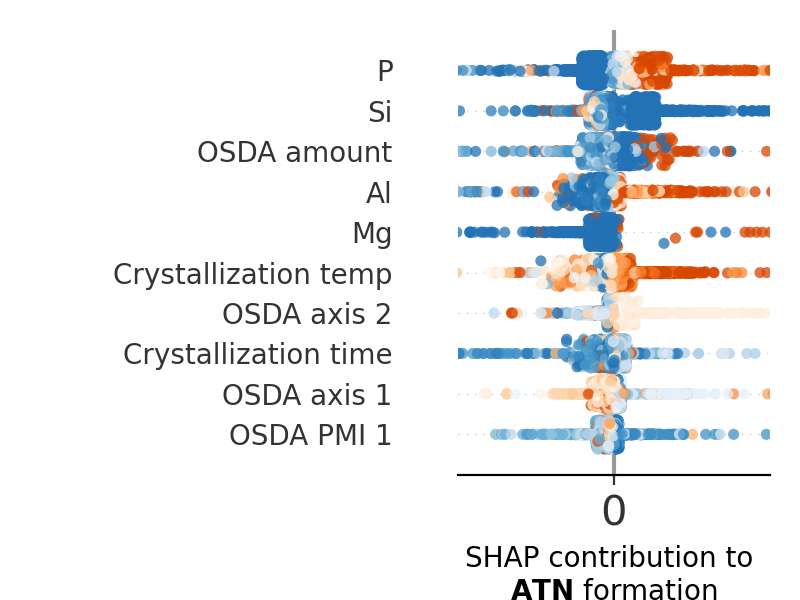 P
Si
OSDA amount
Al
Mg
Crystallization temp
OSDA axis 2
Crystallization time
OSDA axis 1
OSDA PMI 1
0
SHAP contribution to
ATN formation